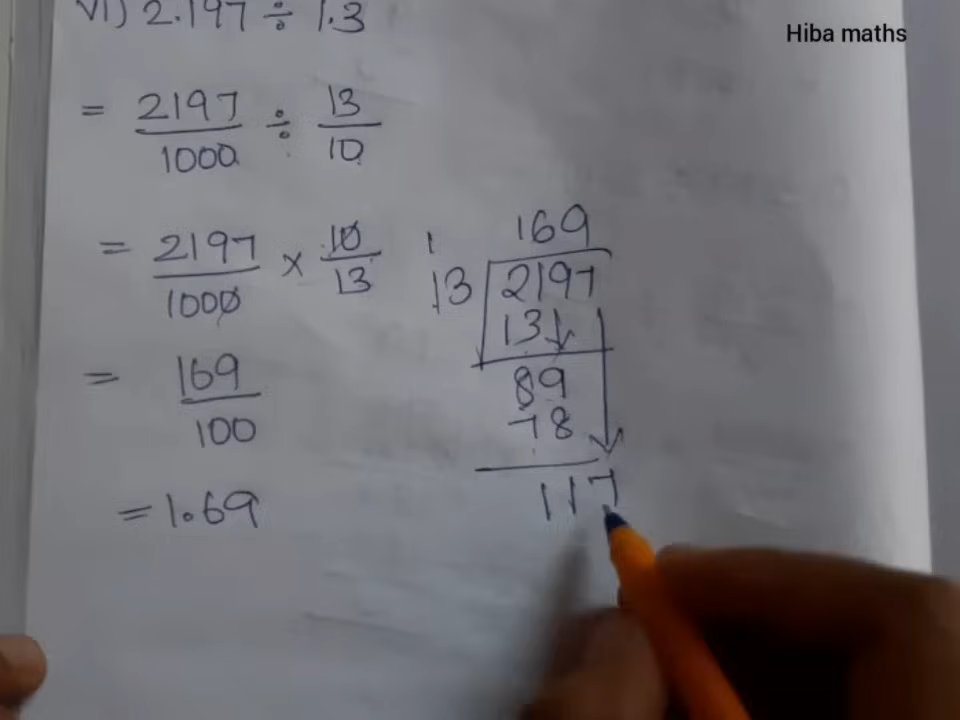 Hiba maths
VI) 2.197 ÷ 1.3
= 2197/1000 ÷ 13/10
= 2197/1000 × 10/13
= 169/100
= 1.69
1
169
13 2197
13
89
78
117